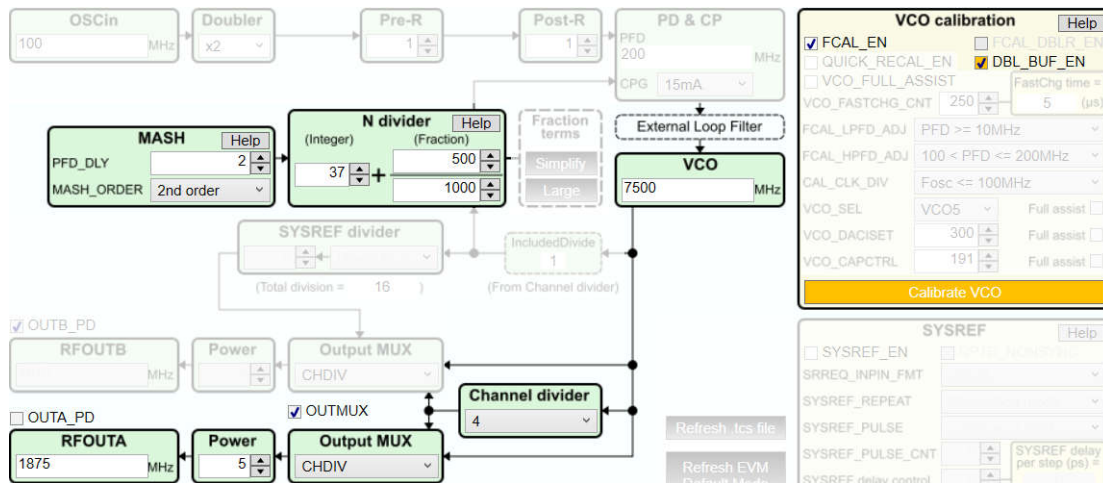 OSCin
100
MHz
Doubler
x2
Pre-R
1
Post-R
1
PD & CP
PFD
200
MHz
CPG 15mA
MASH Help
PFD_DLY 2
MASH_ORDER 2nd order
N divider Help
(Integer) (Fraction)
37 + 500
1000
Fraction
terms
Simplify
Large
External Loop Filter
VCO
7500 MHz
SYSREF divider
(Total division = 16 )
IncludedDivide
1
(From Channel divider)
OUTB_PD
RFOUTB
MHz
Power
Output MUX
CHDIV
Channel divider
4
OUTA_PD
RFOUTA
1875 MHz
Power
5
OUTMUX
Output MUX
CHDIV
Refresh .tcs file
Refresh EVM
Default Mode
VCO calibration Help
FCAL_EN FCAL_DBLR_EN
QUICK_RECAL_EN DBL_BUF_EN
VCO_FULL_ASSIST
VCO_FASTCHG_CNT 250
FastChg time =
5 (µs)
FCAL_LPFD_ADJ PFD >= 10MHz
FCAL_HPFD_ADJ 100 < PFD <= 200MHz
CAL_CLK_DIV Fosc <= 100MHz
VCO_SEL VCO5 Full assist
VCO_DACISET 300 Full assist
VCO_CAPCTRL 191 Full assist
Calibrate VCO
SYSREF Help
SYSREF_EN
SRREQ_INPIN_FMT
SYSREF_REPEAT
SYSREF_PULSE
SYSREF_PULSE_CNT
SYSREF delay
per step (ps) =
SYSREF delay control